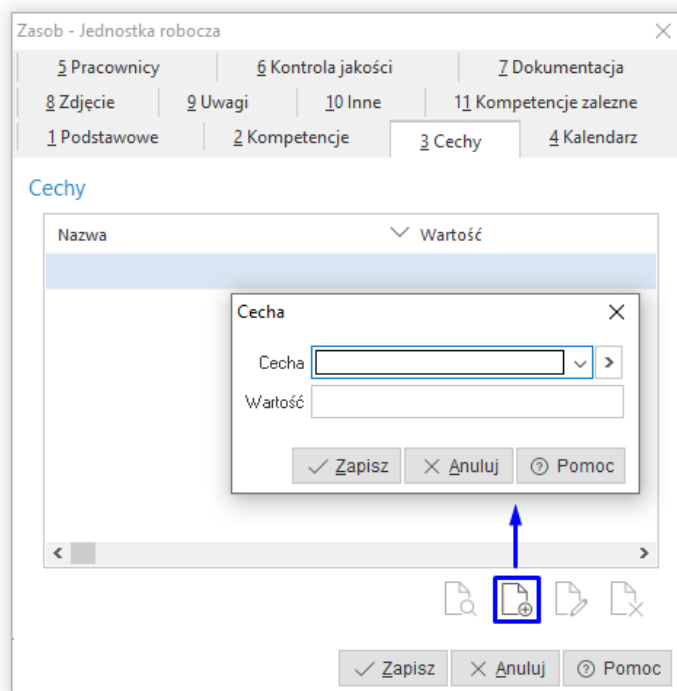 Zasob - Jednostka robocza
5 Pracownicy 6 Kontrola jakości 7 Dokumentacja
8 Zdjęcie 9 Uwagi 10 Inne 11 Kompetencje zalezne
1 Podstawowe 2 Kompetencje 3 Cechy 4 Kalendarz
Cechy
Nazwa Wartość
Cecha
Cecha
Wartość
Zapisz Anuluj Pomoc
Zapisz Anuluj Pomoc